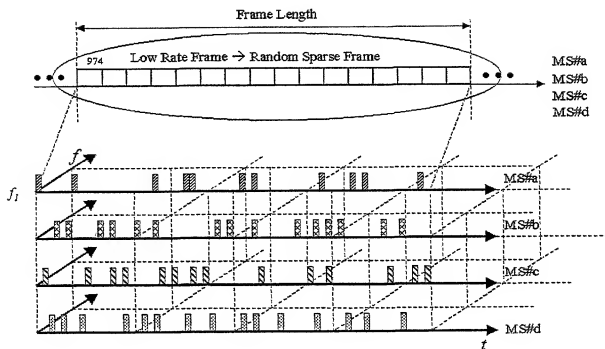 Frame Length
974 Low Rate Frame → Random Sparse Frame
MS#a
MS#b
MS#c
MS#d
f
f1
MS#a
MS#b
MS#c
MS#d
t